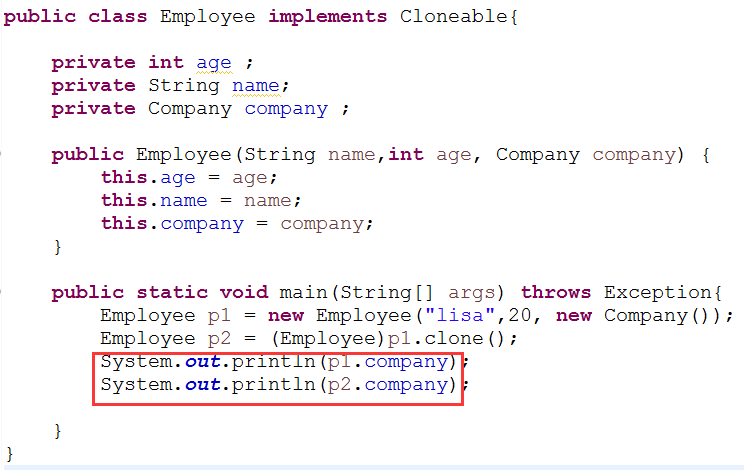 public class Employee implements Cloneable{
private int age ;
private String name;
private Company company ;
public Employee(String name,int age, Company company) {
this.age = age;
this.name = name;
this.company = company;
}
public static void main(String[] args) throws Exception{
Employee p1 = new Employee("lisa",20, new Company());
Employee p2 = (Employee)p1.clone();
System.out.println(p1.company);
System.out.println(p2.company);
}
}